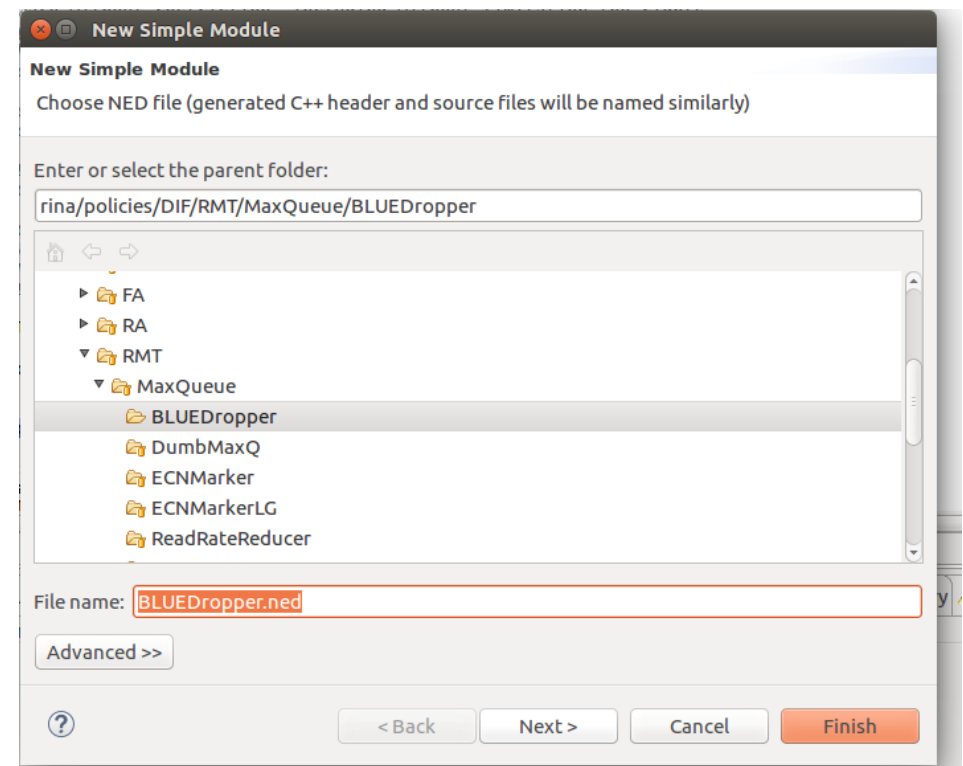 New Simple Module
New Simple Module
Choose NED file (generated C++ header and source files will be named similarly)
Enter or select the parent folder:
rina/policies/DIF/RMT/MaxQueue/BLUEDropper
FA
RA
RMT
MaxQueue
BLUEDropper
DumbMaxQ
ECNMarker
ECNMarkerLG
ReadRateReducer
File name: BLUEDropper.ned
y
Advanced >>
< Back Next > Cancel Finish